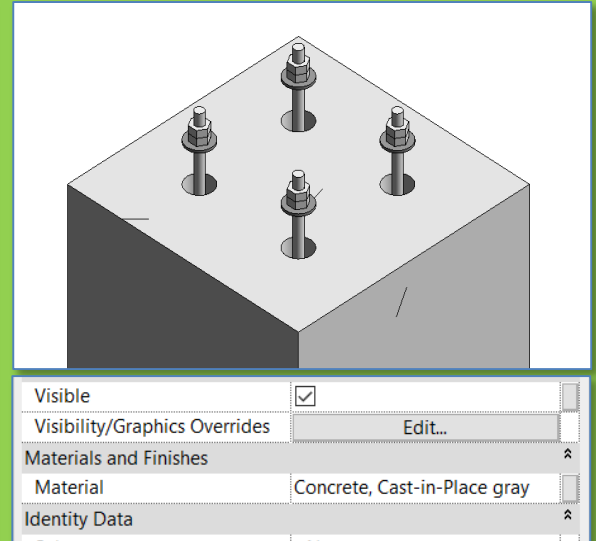 Visible
Visibility/Graphics Overrides Edit...
Materials and Finishes
Material Concrete, Cast-in-Place gray
Identity Data